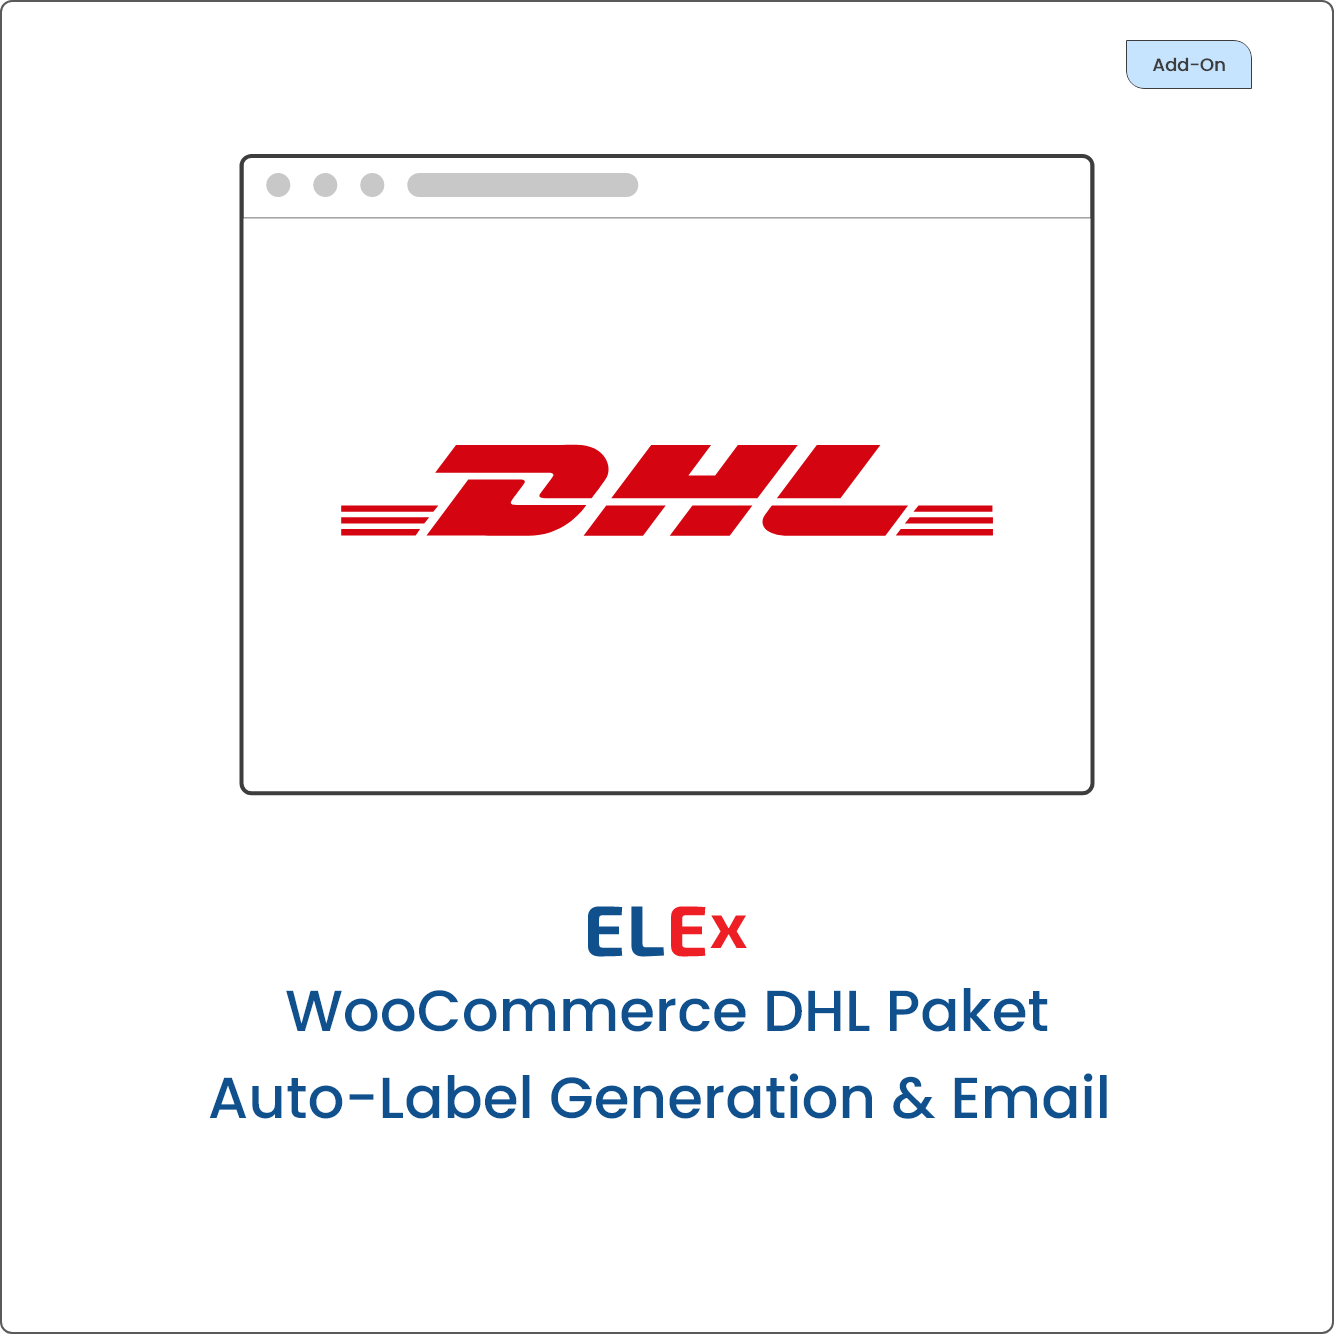 Add-On
DHL
ELEX
WooCommerce DHL Paket
Auto-Label Generation & Email